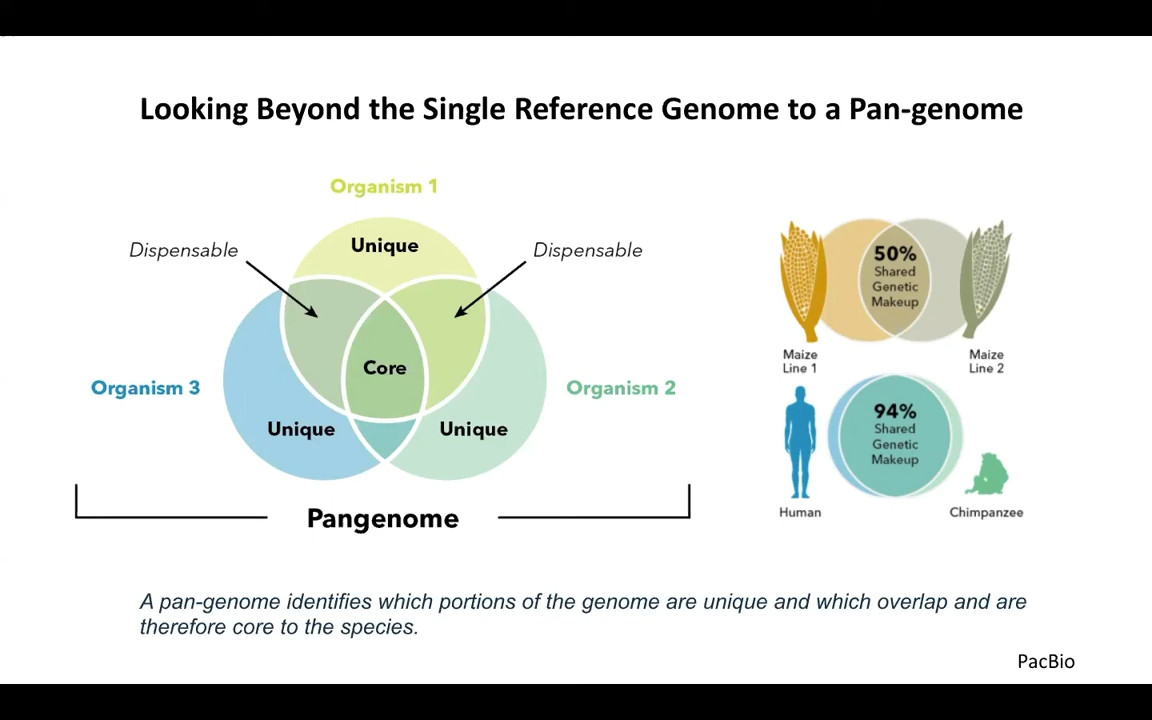 Looking Beyond the Single Reference Genome to a Pan-genome
Organism 1
Dispensable
Unique
Dispensable
Core
Organism 3
Organism 2
Unique
Unique
Pangenome
50%
Shared
Genetic
Makeup
Maize
Line 1
Maize
Line 2
94%
Shared
Genetic
Makeup
Human
Chimpanzee
A pan-genome identifies which portions of the genome are unique and which overlap and are
therefore core to the species.
PacBio